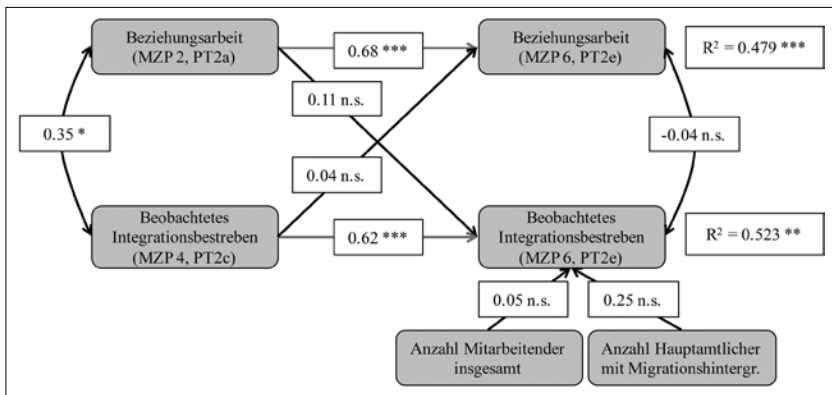 Beziehungsarbeit
(MZP 2, PT2a)
0.68 ***
Beziehungsarbeit
(MZP 6, PT2e)
R² = 0.479 ***
0.11 n.s.
0.35 *
-0.04 n.s.
0.04 n.s.
Beobachtetes
Integrationsbestreben
(MZP 4, PT2c)
0.62 ***
Beobachtetes
Integrationsbestreben
(MZP 6, PT2e)
R² = 0.523 **
0.05 n.s.
0.25 n.s.
Anzahl Mitarbeitender
insgesamt
Anzahl Hauptamtlicher
mit Migrationshintergr.